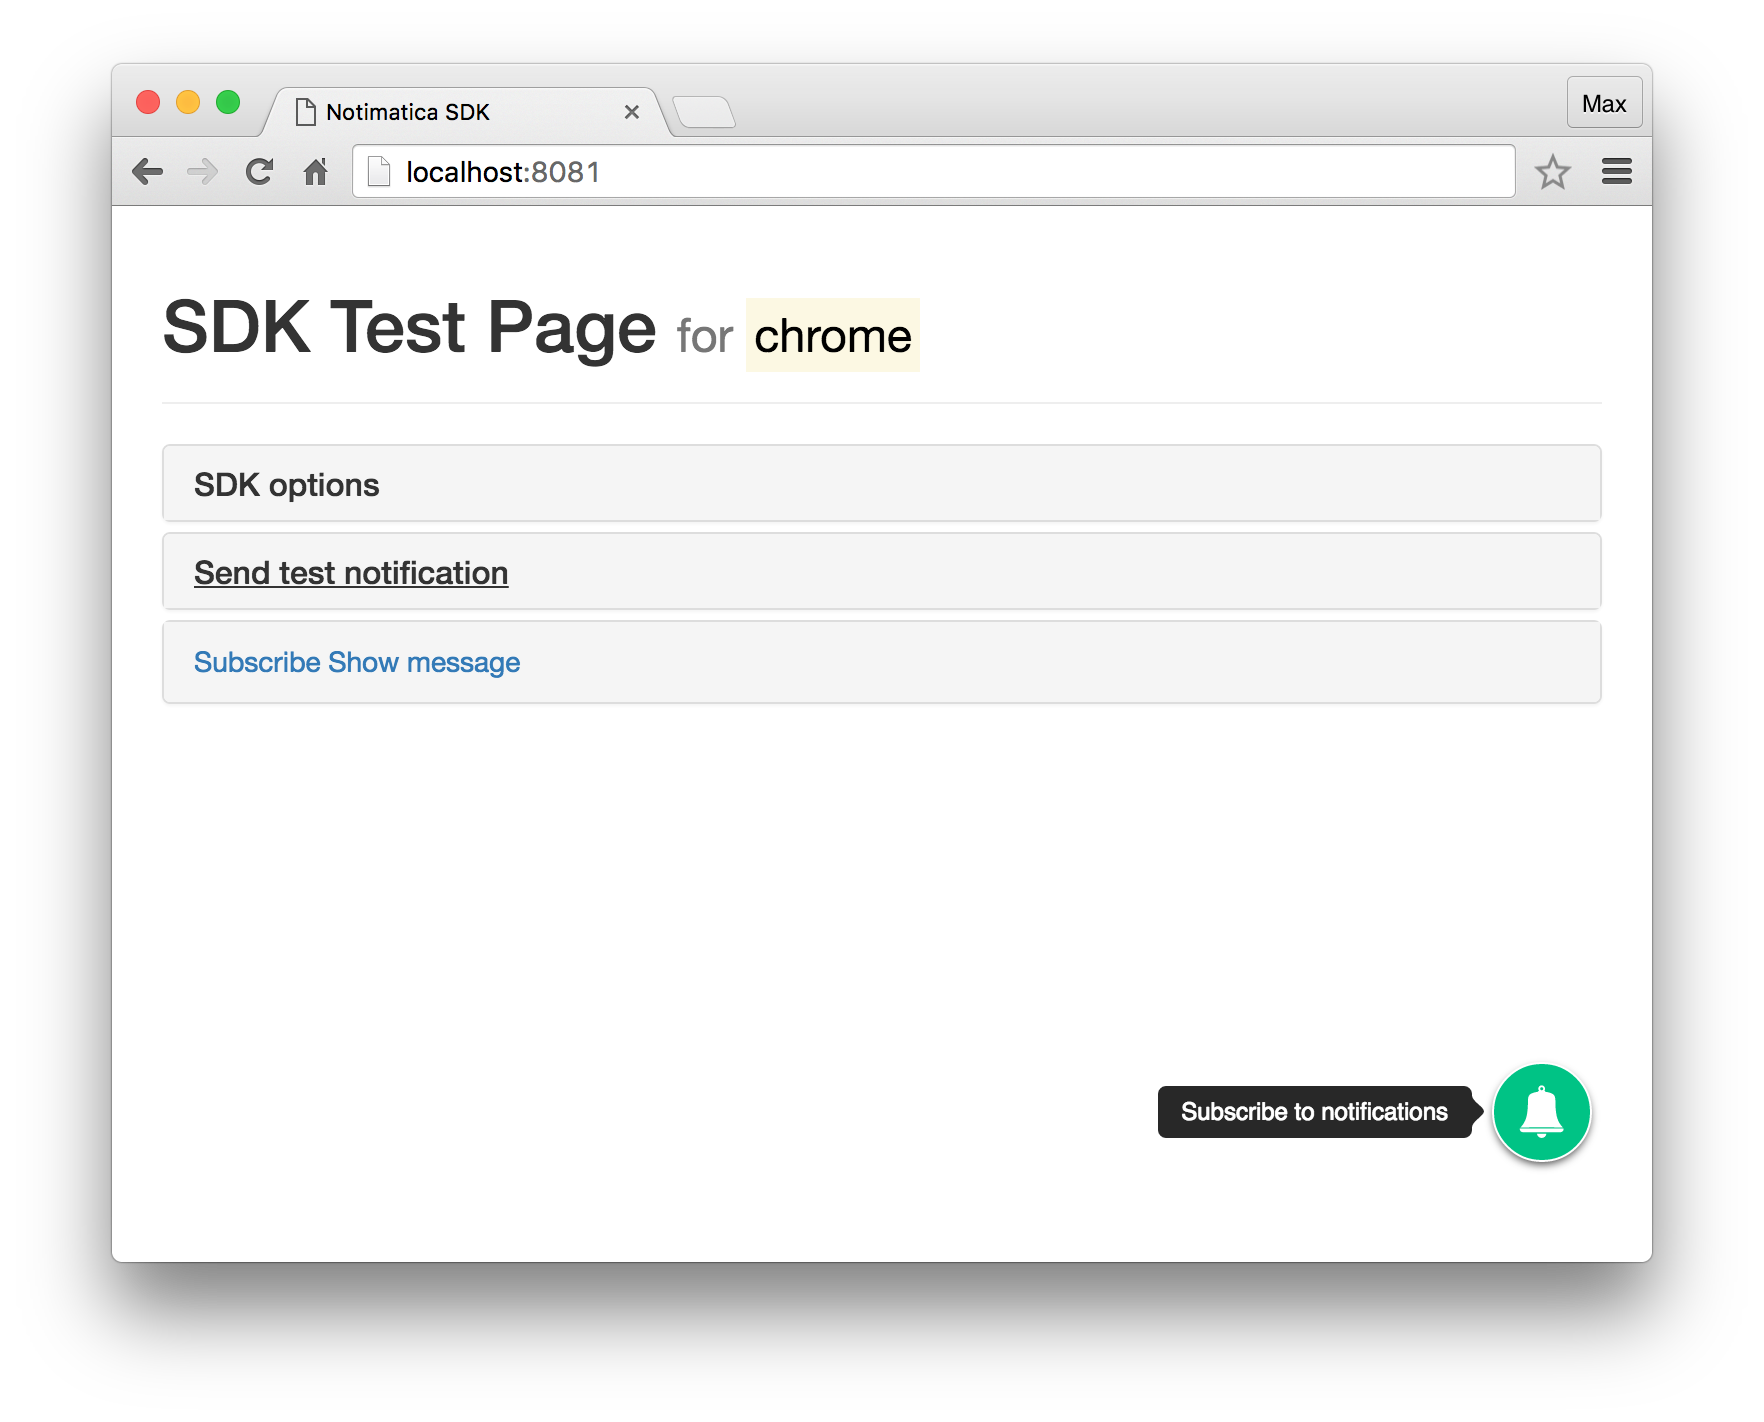 Notimatica SDK
Max
localhost:8081
SDK Test Page for chrome
SDK options
Send test notification
Subscribe Show message
Subscribe to notifications